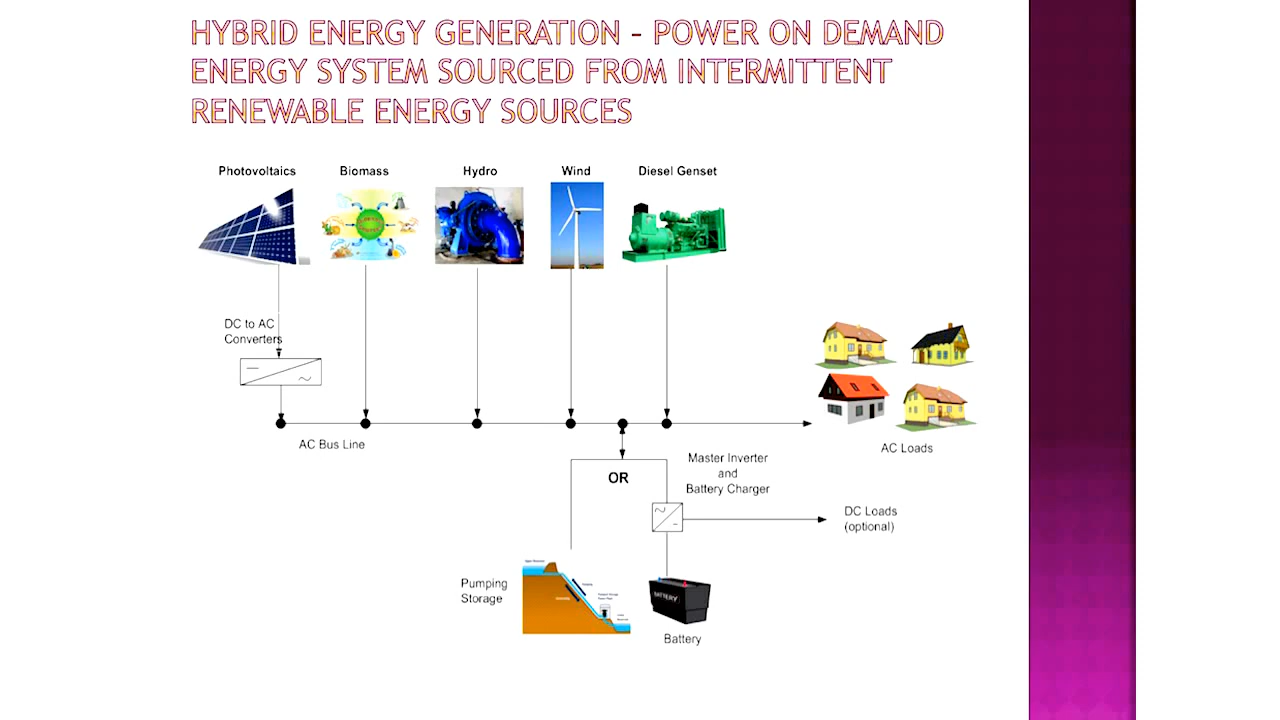 HYBRID ENERGY GENERATION – POWER ON DEMAND
ENERGY SYSTEM SOURCED FROM INTERMITTENT
RENEWABLE ENERGY SOURCES
Photovoltaics
Biomass
Hydro
Wind
Diesel Genset
DC to AC
Converters
AC Bus Line
AC Loads
Master Inverter
and
Battery Charger
OR
DC Loads
(optional)
Pumping
Storage
BATTERY
Battery